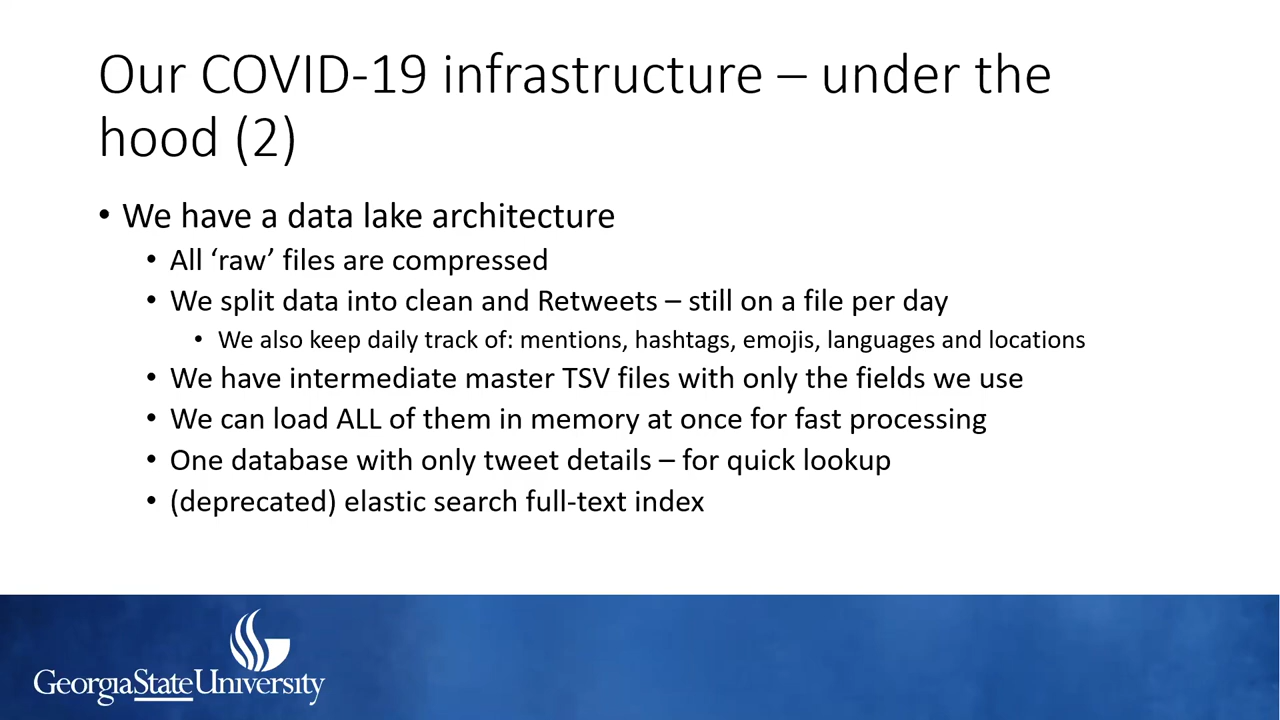 Our COVID-19 infrastructure – under the
hood (2)
• We have a data lake architecture
• All ‘raw’ files are compressed
• We split data into clean and Retweets – still on a file per day
• We also keep daily track of: mentions, hashtags, emojis, languages and locations
• We have intermediate master TSV files with only the fields we use
• We can load ALL of them in memory at once for fast processing
• One database with only tweet details – for quick lookup
• (deprecated) elastic search full-text index
GeorgiaStateUniversity